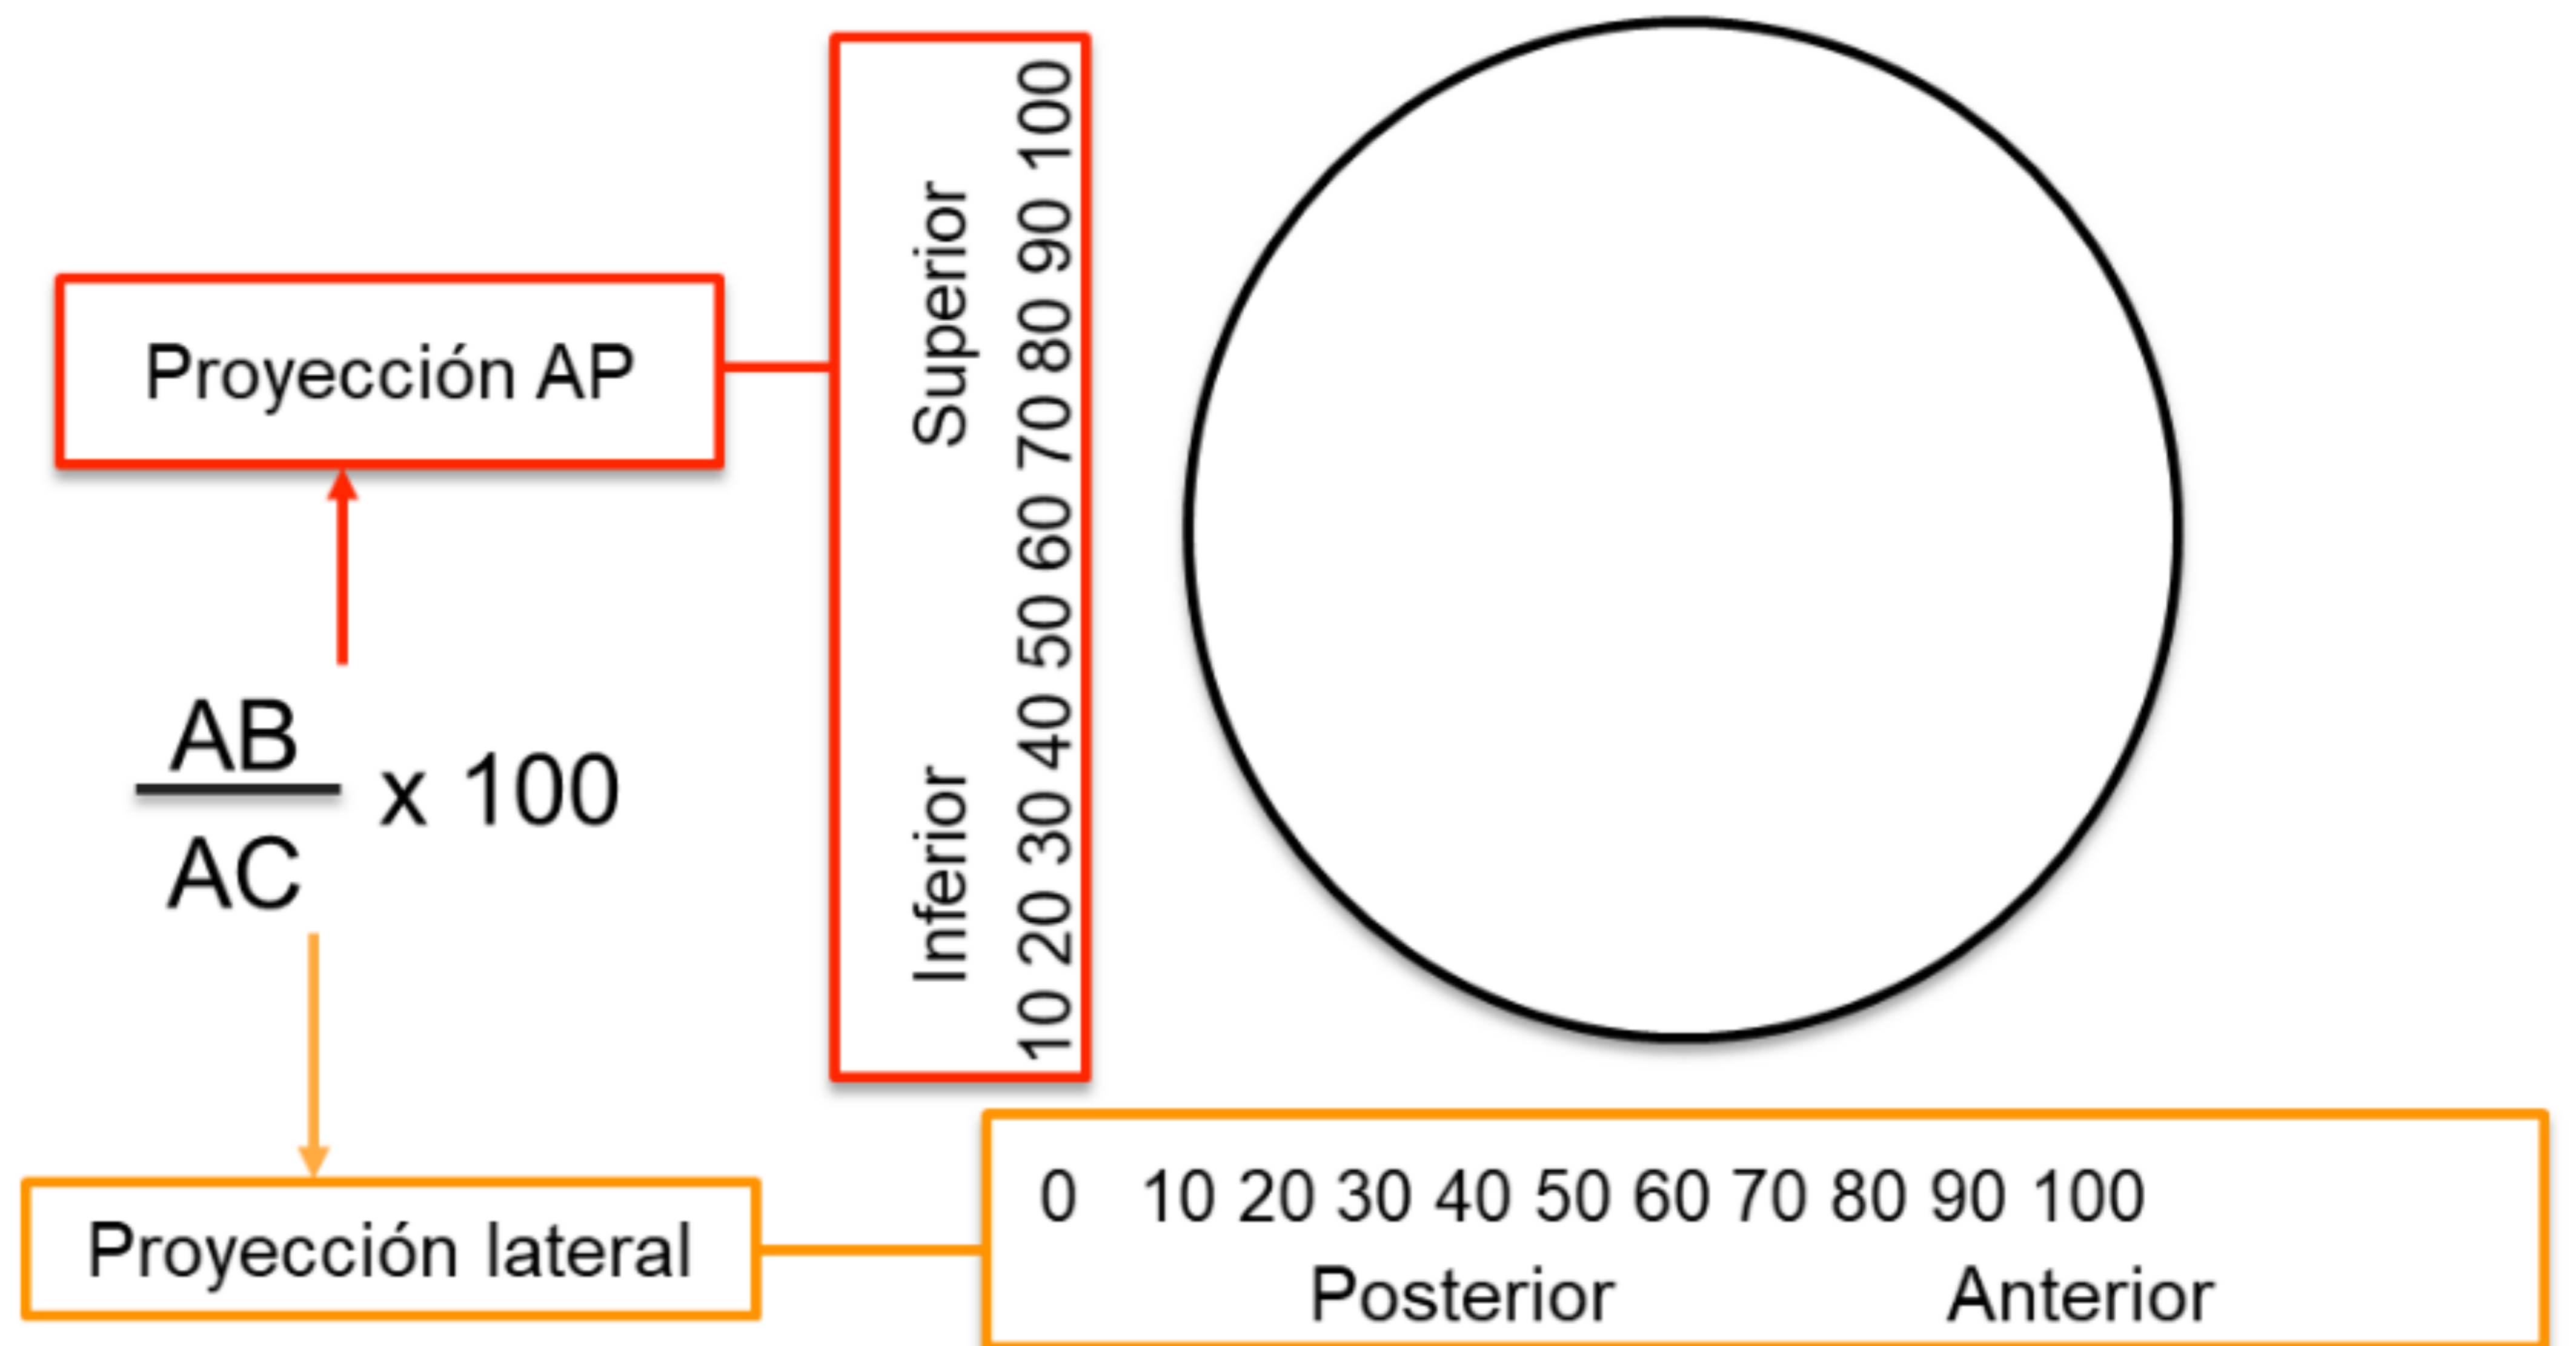 Proyección AP
AB
AC
x 100
Superior
Inferior
10 20 30 40 50 60 70 80 90 100
Proyección lateral
0 10 20 30 40 50 60 70 80 90 100
Posterior Anterior